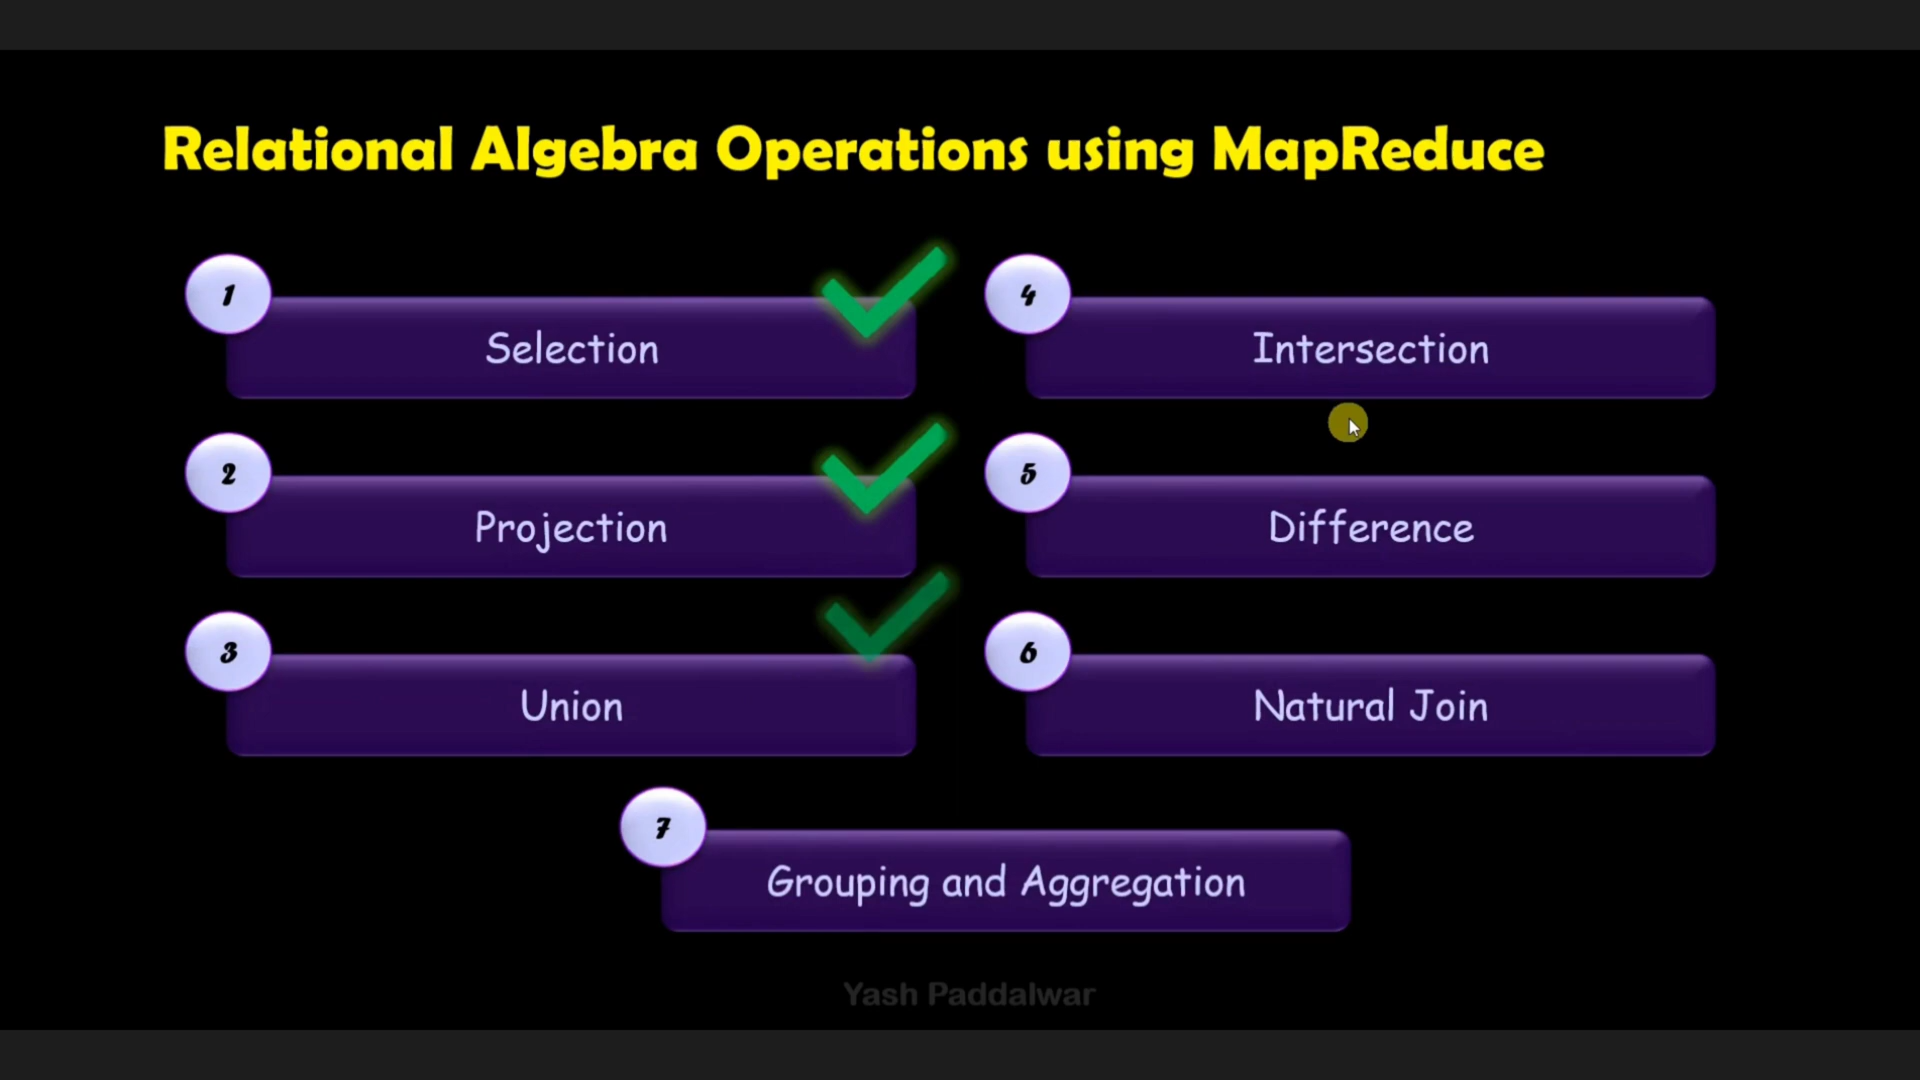 Relational Algebra Operations using MapReduce
1
Selection
2
Projection
3
Union
4
Intersection
5
Difference
6
Natural Join
7
Grouping and Aggregation
Yash Paddalwar